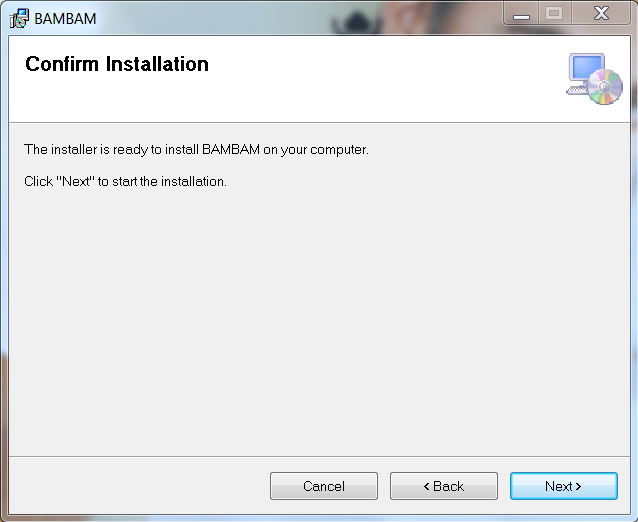 BAMBAM
Confirm Installation
The installer is ready to install BAMBAM on your computer.
Click "Next" to start the installation.
Cancel
< Back
Next >